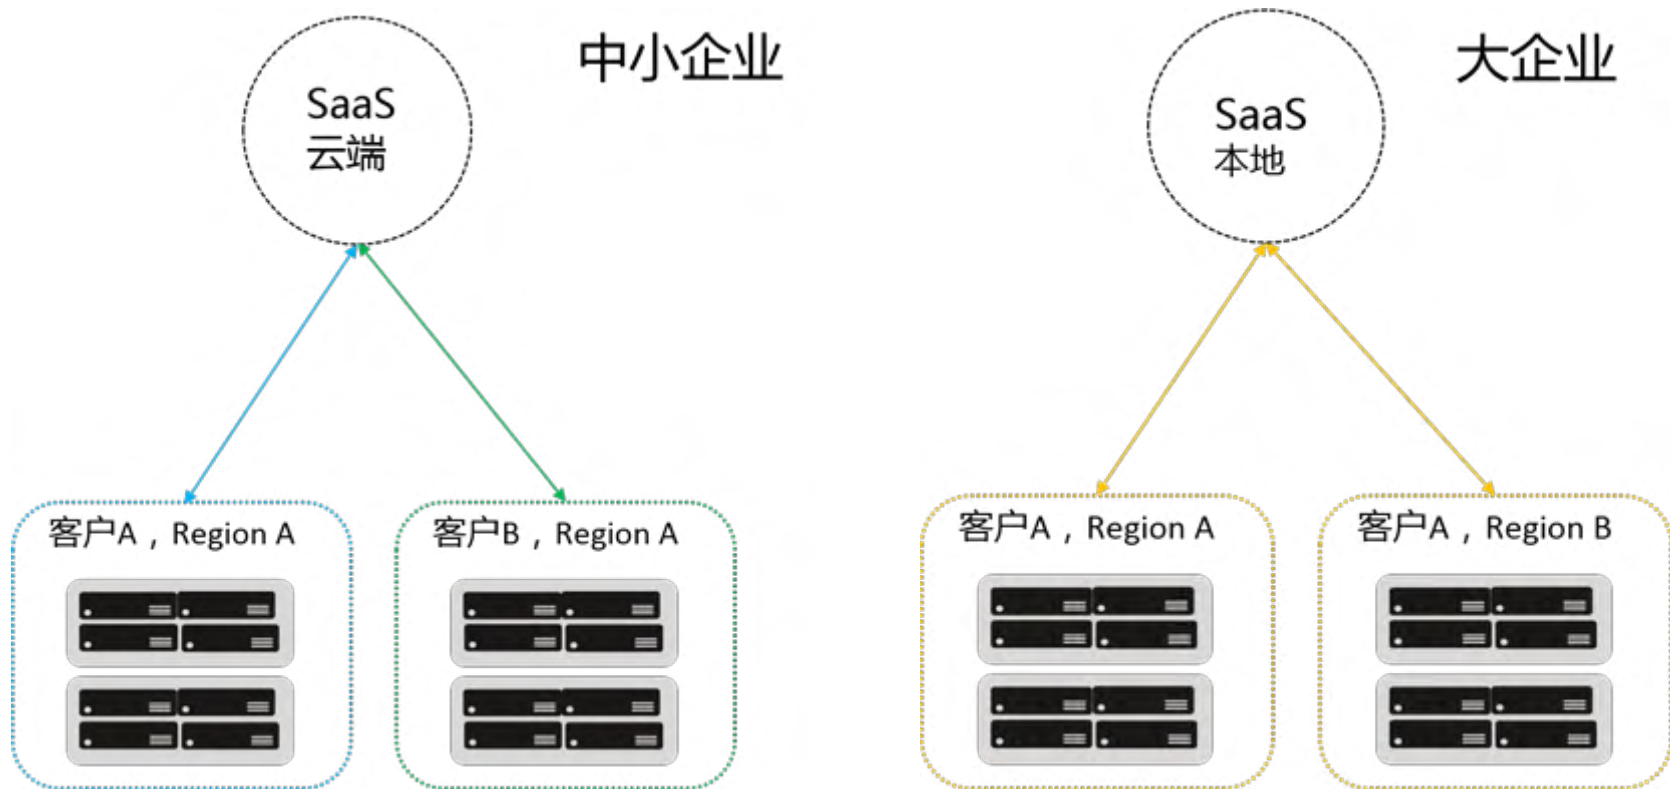 中小企业
SaaS
云端
客户A，Region A
客户B，Region A
大企业
SaaS
本地
客户A，Region A
客户A，Region B